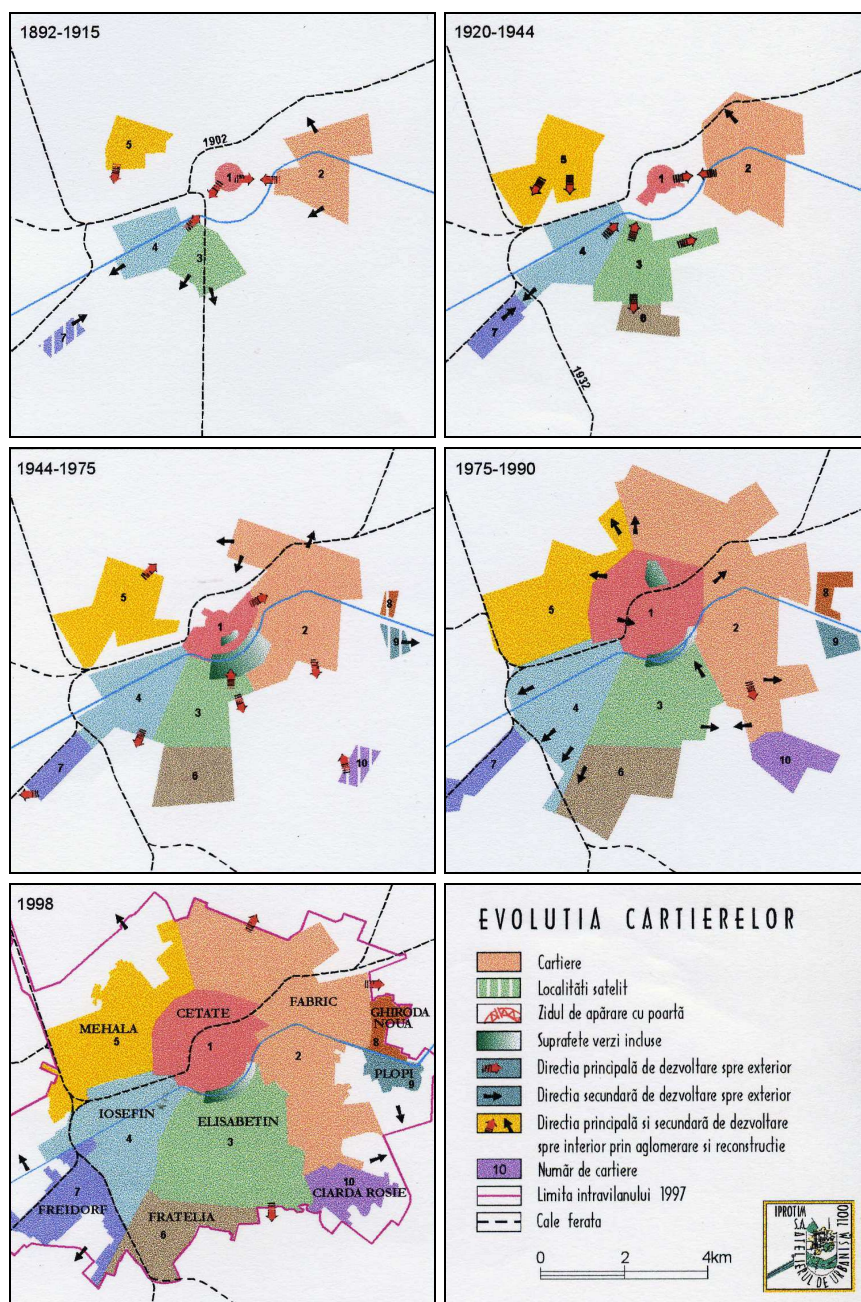 1892-1915
5
1902
1
2
4
3
7
1920-1944
5
1
2
4
3
6
7
1932
1944-1975
5
1
8
2
9
4
3
7
6
10
1975-1990
5
1
8
2
9
4
3
7
6
10
1998
CETATE
FABRIC
MEHALA
GHIRODA
NOUA
5
1
2
8
PLOPI
9
IOSEFIN
ELISABETIN
4
3
7
10
FREIDORF
CIARDA ROSIE
FRATELIA
6
EVOLUTIA CARTIERELOR
Cartiere
Localităti satelit
Zidul de apărare cu poartă
Suprafete verzi incluse
Directia principală de dezvoltare spre exterior
Directia secundară de dezvoltare spre exterior
Directia principală si secundară de dezvoltare
spre interior prin aglomerare si reconstructie
10 Număr de cartiere
Limita intravilanului 1997
Cale ferata
0 2 4km
IPROTIM
S.A.
ATELIERUL DE URBANISM